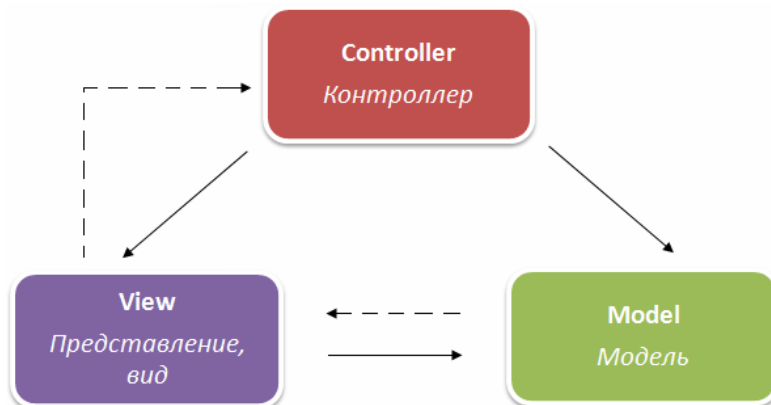 Controller
Контроллер
View
Представление,
вид
Model
Модель